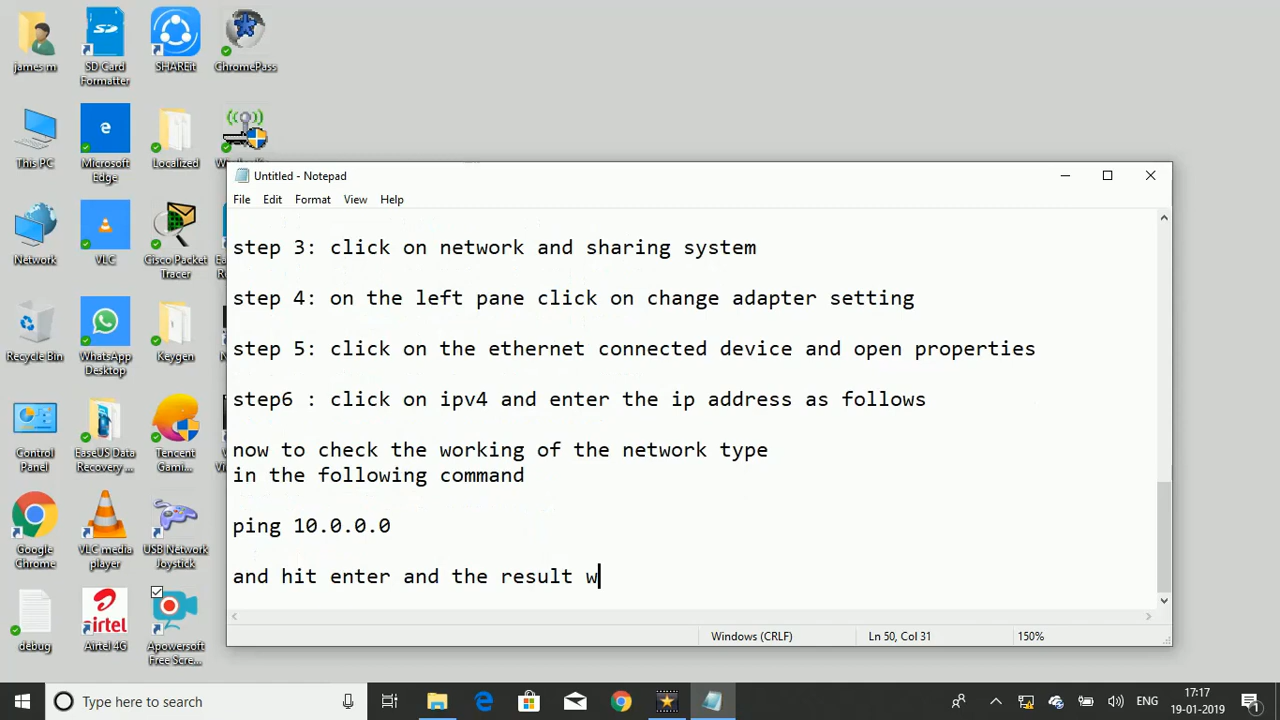 james m
SD Card
Formatter
SHAREit
ChromePass
This PC
Microsoft
Edge
Localized
Untitled - Notepad
File Edit Format View Help
Network
VLC
Cisco Packet
Tracer
step 3: click on network and sharing system
step 4: on the left pane click on change adapter setting
Recycle Bin
WhatsApp
Desktop
Keygen
step 5: click on the ethernet connected device and open properties
step6 : click on ipv4 and enter the ip address as follows
Control
Panel
EaseUS Data
Recovery ...
Tencent
Gami...
now to check the working of the network type
in the following command
ping 10.0.0.0
Google
Chrome
VLC media
player
USB Network
Joystick
and hit enter and the result w
debug
Airtel 4G
airtel
Apowersoft
Free Scre...
Windows (CRLF) Ln 50, Col 31 150%
Type here to search
ENG
17:17
19-01-2019
1